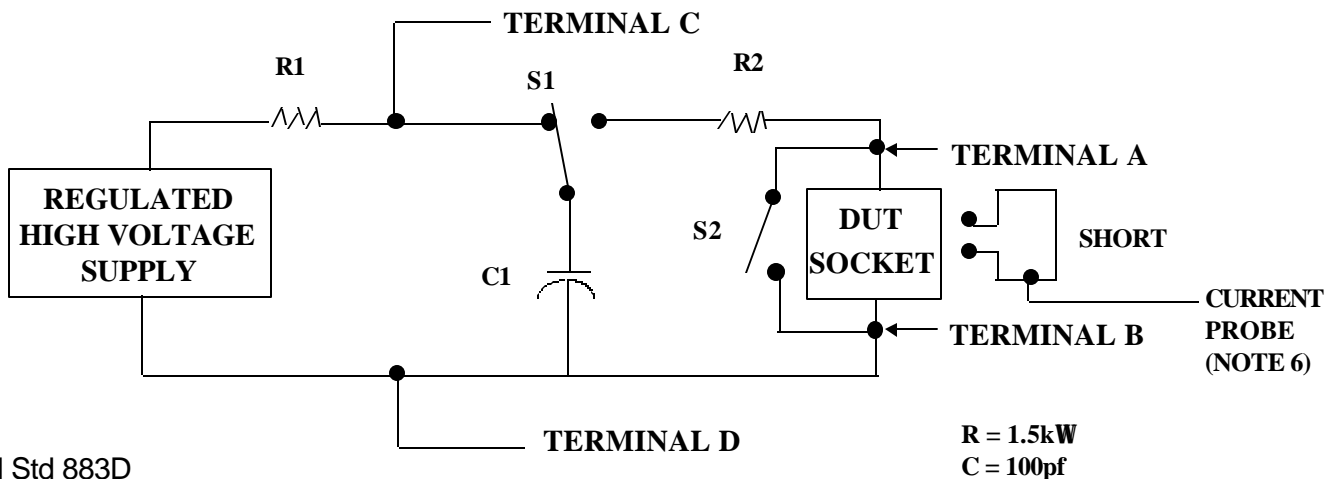 TERMINAL C
R1
S1
R2
TERMINAL A
REGULATED
HIGH VOLTAGE
SUPPLY
C1
S2
DUT
SOCKET
SHORT
TERMINAL B
CURRENT
PROBE
(NOTE 6)
TERMINAL D
R = 1.5kW
C = 100pf
Std 883D